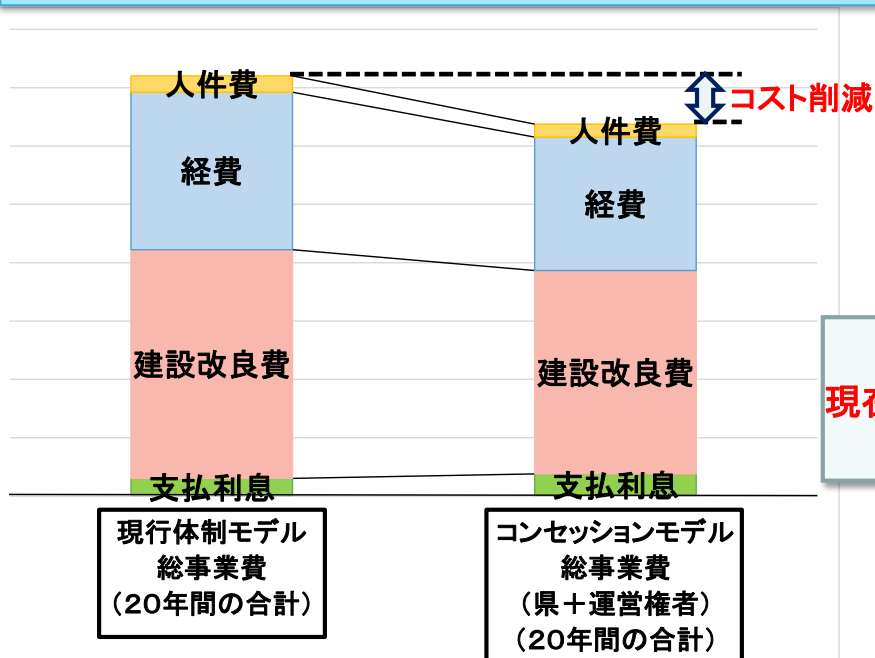 人件費
経費
建設改良費
支払利息
現行体制モデル
総事業費
（２０年間の合計）
人件費
経費
建設改良費
支払利息
コンセッションモデル
総事業費
（県＋運営権者）
（２０年間の合計）
コスト削減
現在